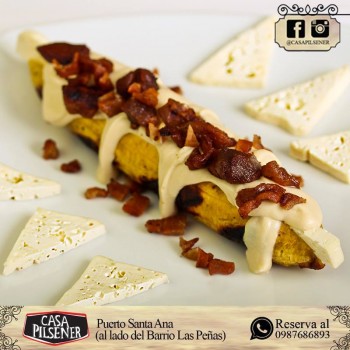 @CASAPILSENER
CASA
PILSENER
Puerto Santa Ana
(al lado del Barrio Las Peñas)
Reserva al
0987686893